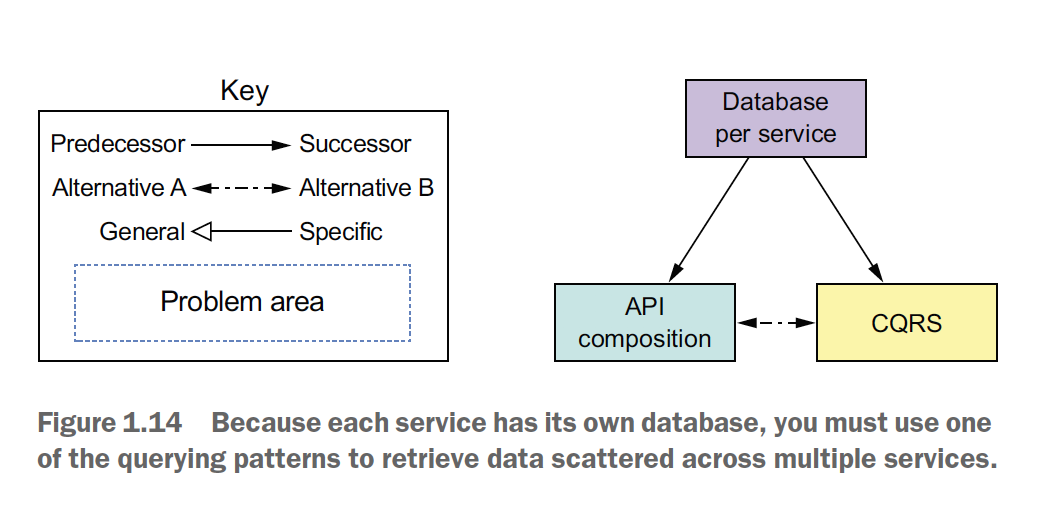 Key
Predecessor Successor
Alternative A Alternative B
General Specific
Problem area
Database
per service
API
composition
CQRS
Figure 1.14 Because each service has its own database, you must use one
of the querying patterns to retrieve data scattered across multiple services.